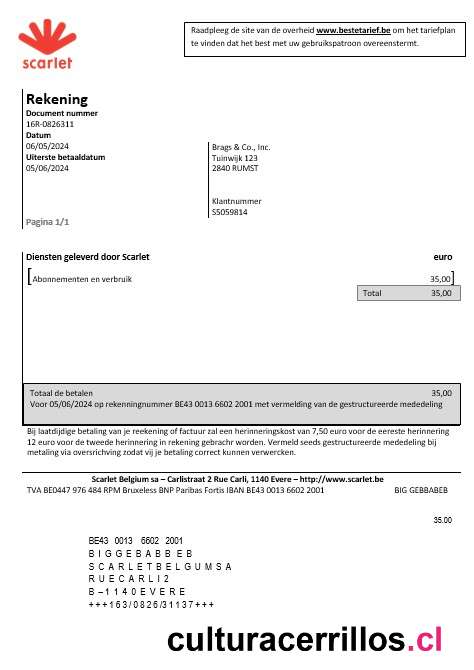 scarlet
Raadpleeg de site van de overheid www.bestetarief.be om het tariefplan
te vinden dat het best met uw gebruikspatroon overeenstermt.
Rekening
Document nummer
16R-0826311
Datum
06/05/2024
Uiterste betaaldatum
05/06/2024
Brags & Co., Inc.
Tuinwijk 123
2840 RUMST
Klantnummer
S5059814
Pagina 1/1
Diensten geleverd door Scarlet euro
Abonnementen en verbruik 35,00
Total 35,00
Totaal de betalen 35,00
Voor 05/06/2024 op rekeningnummer BE43 0013 6602 2001 met vermelding van de gestructureerde mededeling
Bij laatdijdige betaling van je reekening of factuur zal een herinneringskost van 7,50 euro voor de eereste herinnering
12 euro voor de tweede herinnering in rekening gebrachr worden. Vermeld seeds gestructureerde mededeling bij
metaling via oversrichving zodat vij je betaling correct kunnen verwercken.
Scarlet Belgium sa – Carlistraat 2 Rue Carli, 1140 Evere – http://www.scarlet.be
TVA BE0447 976 484 RPM Bruxeless BNP Paribas Fortis IBAN BE43 0013 6602 2001 BIG GEBBABEB
35.00
BE43 0013 6602 2001
B I G G E B A B B E B
S C A R L E T B E L G U M S A
R U E C A R L I 2
B – 1 1 4 0 E V E R E
+ + + 1 6 3 / 0 8 2 6 / 3 1 1 3 7 + + +
culturacerrillos.cl